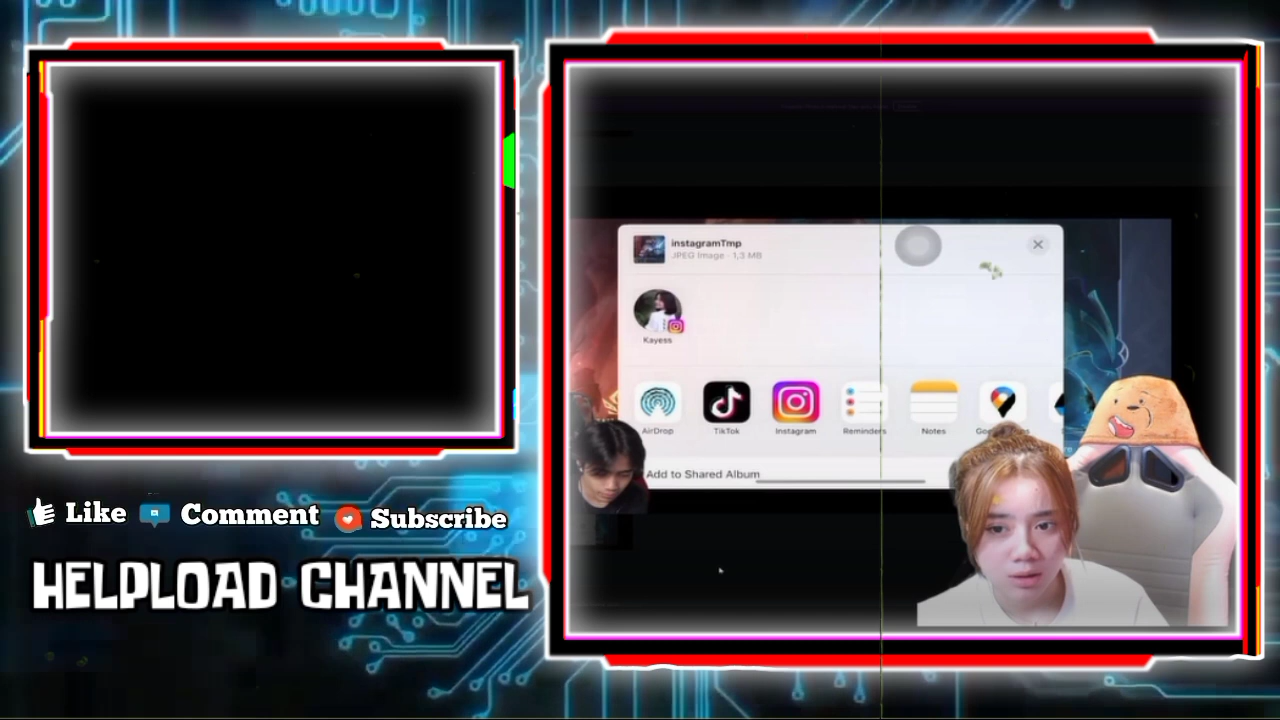 instagramTmp
JPEG Image · 1,3 MB
Kayess
AirDrop
TikTok
Instagram
Reminders
Notes
Add to Shared Album
Like
Comment
Subscribe
HELPLOAD CHANNEL